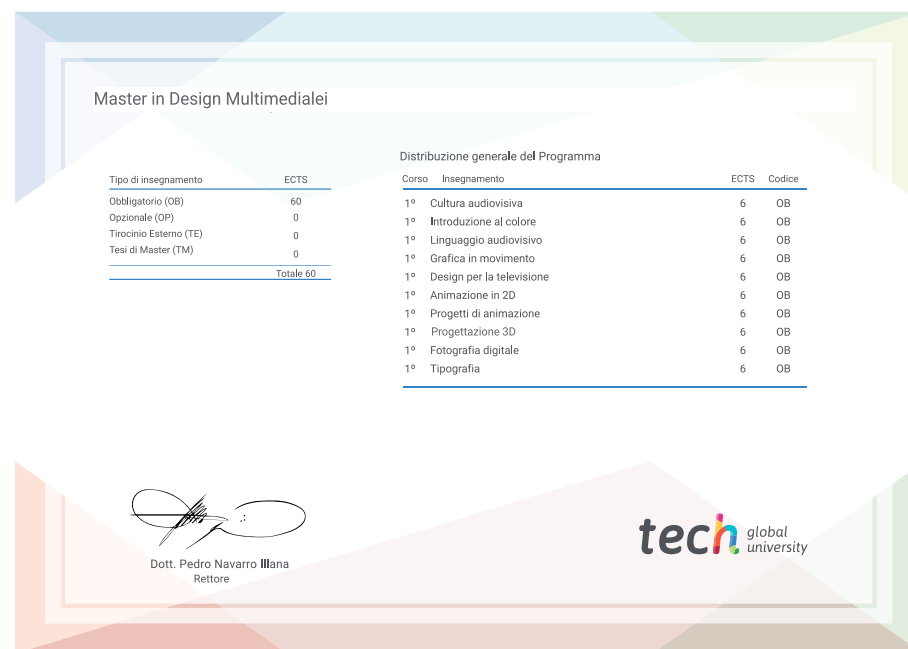 Master in Design Multimedialei
Tipo di insegnamento ECTS
Obbligatorio (OB) 60
Opzionale (OP) 0
Tirocinio Esterno (TE) 0
Tesi di Master (TM) 0
Totale 60
Distribuzione generale del Programma
Corso Insegnamento ECTS Codice
1º Cultura audiovisiva 6 OB
1º Introduzione al colore 6 OB
1º Linguaggio audiovisivo 6 OB
1º Grafica in movimento 6 OB
1º Design per la televisione 6 OB
1º Animazione in 2D 6 OB
1º Progetti di animazione 6 OB
1º Progettazione 3D 6 OB
1º Fotografia digitale 6 OB
1º Tipografia 6 OB
Dott. Pedro Navarro Illana
Rettore
tech global
university